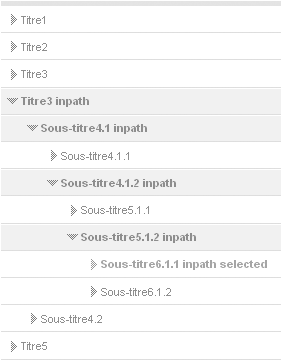 Titre1
Titre2
Titre3
Titre3 inpath
Sous-titre4.1 inpath
Sous-titre4.1.1
Sous-titre4.1.2 inpath
Sous-titre5.1.1
Sous-titre5.1.2 inpath
Sous-titre6.1.1 inpath selected
Sous-titre6.1.2
Sous-titre4.2
Titre5